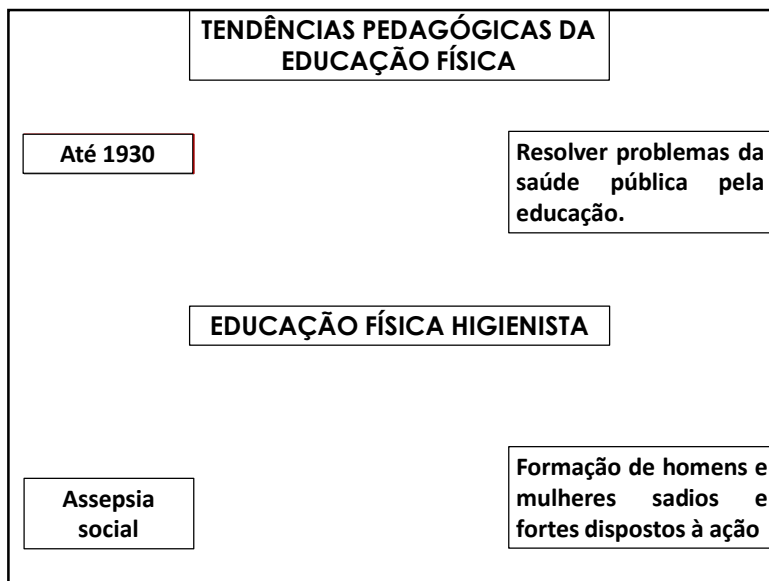 TENDÊNCIAS PEDAGÓGICAS DA
EDUCAÇÃO FÍSICA
Até 1930
Resolver problemas da
saúde pública pela
educação.
EDUCAÇÃO FÍSICA HIGIENISTA
Assepsia
social
Formação de homens e
mulheres sadios e
fortes dispostos à ação